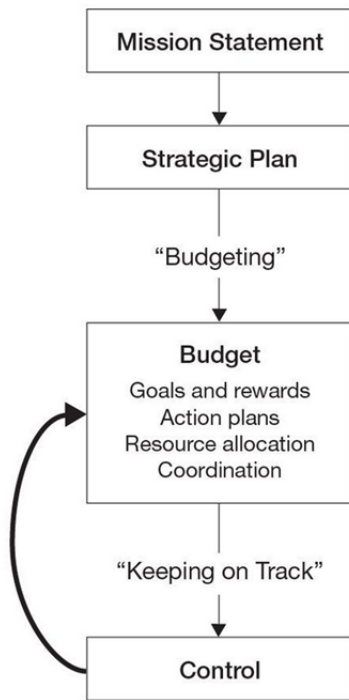 Mission Statement
Strategic Plan
“Budgeting”
Budget
Goals and rewards
Action plans
Resource allocation
Coordination
“Keeping on Track”
Control